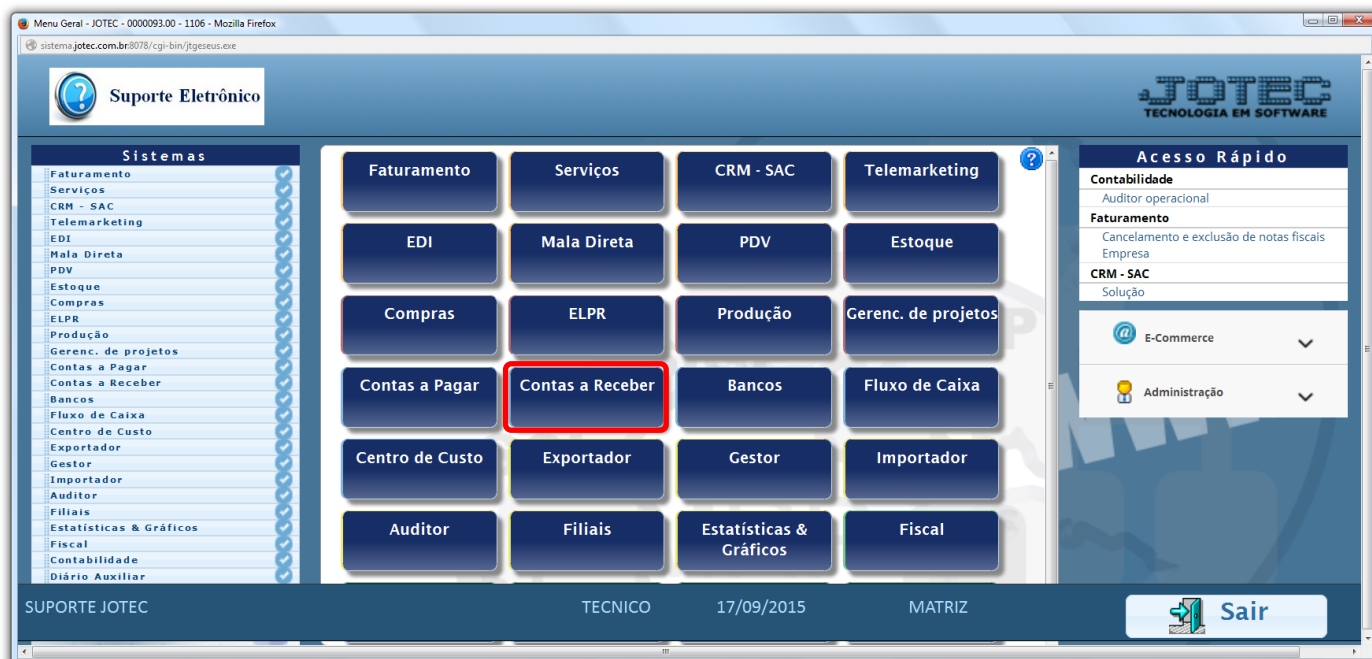 Menu Geral - JOTEC - 0000093.00 - 1106 - Mozilla Firefox
sistema.jotec.com.br:8078/cgi-bin/jtgeseus.exe
Suporte Eletrônico
JOTEC
TECNOLOGIA EM SOFTWARE
Sistemas
Faturamento
Serviços
CRM - SAC
Telemarketing
EDI
Mala Direta
PDV
Estoque
Compras
ELPR
Produção
Gerenc. de projetos
Contas a Pagar
Contas a Receber
Bancos
Fluxo de Caixa
Centro de Custo
Exportador
Gestor
Importador
Auditor
Filiais
Estatísticas & Gráficos
Fiscal
Contabilidade
Diário Auxiliar
Faturamento Serviços CRM - SAC Telemarketing
EDI Mala Direta PDV Estoque
Compras ELPR Produção Gerenc. de projetos
Contas a Pagar Contas a Receber Bancos Fluxo de Caixa
Centro de Custo Exportador Gestor Importador
Auditor Filiais Estatísticas & Gráficos Fiscal
Acesso Rápido
Contabilidade
Auditor operacional
Faturamento
Cancelamento e exclusão de notas fiscais
Empresa
CRM - SAC
Solução
E-Commerce
Administração
SUPORTE JOTEC TECNICO 17/09/2015 MATRIZ Sair